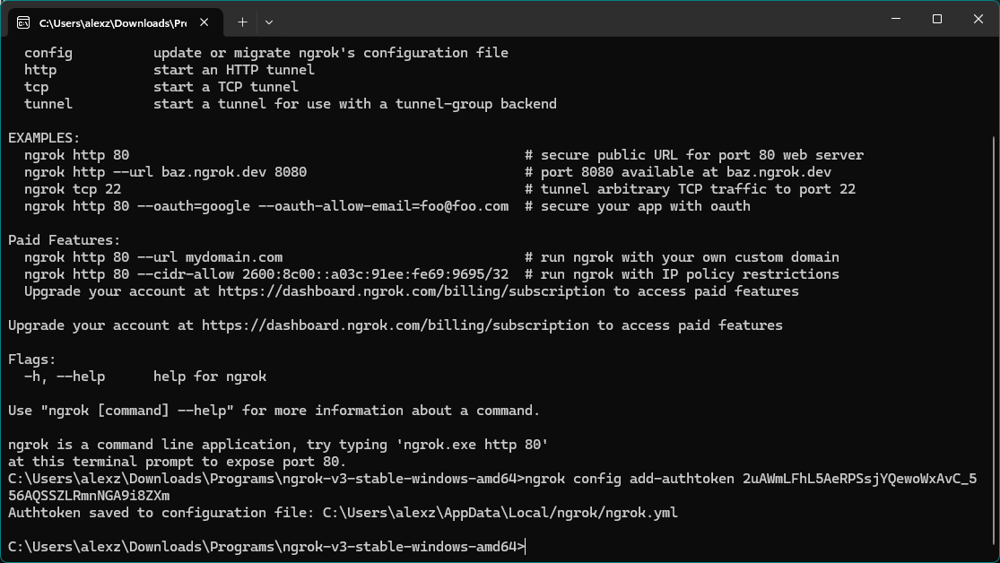 C:\Users\alexz\Downloads\Pr
config update or migrate ngrok's configuration file
http start an HTTP tunnel
tcp start a TCP tunnel
tunnel start a tunnel for use with a tunnel-group backend
EXAMPLES:
ngrok http 80 # secure public URL for port 80 web server
ngrok http --url baz.ngrok.dev 8080 # port 8080 available at baz.ngrok.dev
ngrok tcp 22 # tunnel arbitrary TCP traffic to port 22
ngrok http 80 --oauth=google --oauth-allow-email=foo@foo.com # secure your app with oauth
Paid Features:
ngrok http 80 --url mydomain.com # run ngrok with your own custom domain
ngrok http 80 --cidr-allow 2600:8c00::a03c:91ee:fe69:9695/32 # run ngrok with IP policy restrictions
Upgrade your account at https://dashboard.ngrok.com/billing/subscription to access paid features
Upgrade your account at https://dashboard.ngrok.com/billing/subscription to access paid features
Flags:
-h, --help help for ngrok
Use "ngrok [command] --help" for more information about a command.
ngrok is a command line application, try typing 'ngrok.exe http 80'
at this terminal prompt to expose port 80.
C:\Users\alexz\Downloads\Programs\ngrok-v3-stable-windows-amd64>ngrok config add-authtoken 2uAWmLFhL5AeRPSsjYQewoWxAvC_5
56AQSSZLRmnNGA9i8ZXm
Authtoken saved to configuration file: C:\Users\alexz\AppData\Local/ngrok/ngrok.yml
C:\Users\alexz\Downloads\Programs\ngrok-v3-stable-windows-amd64>